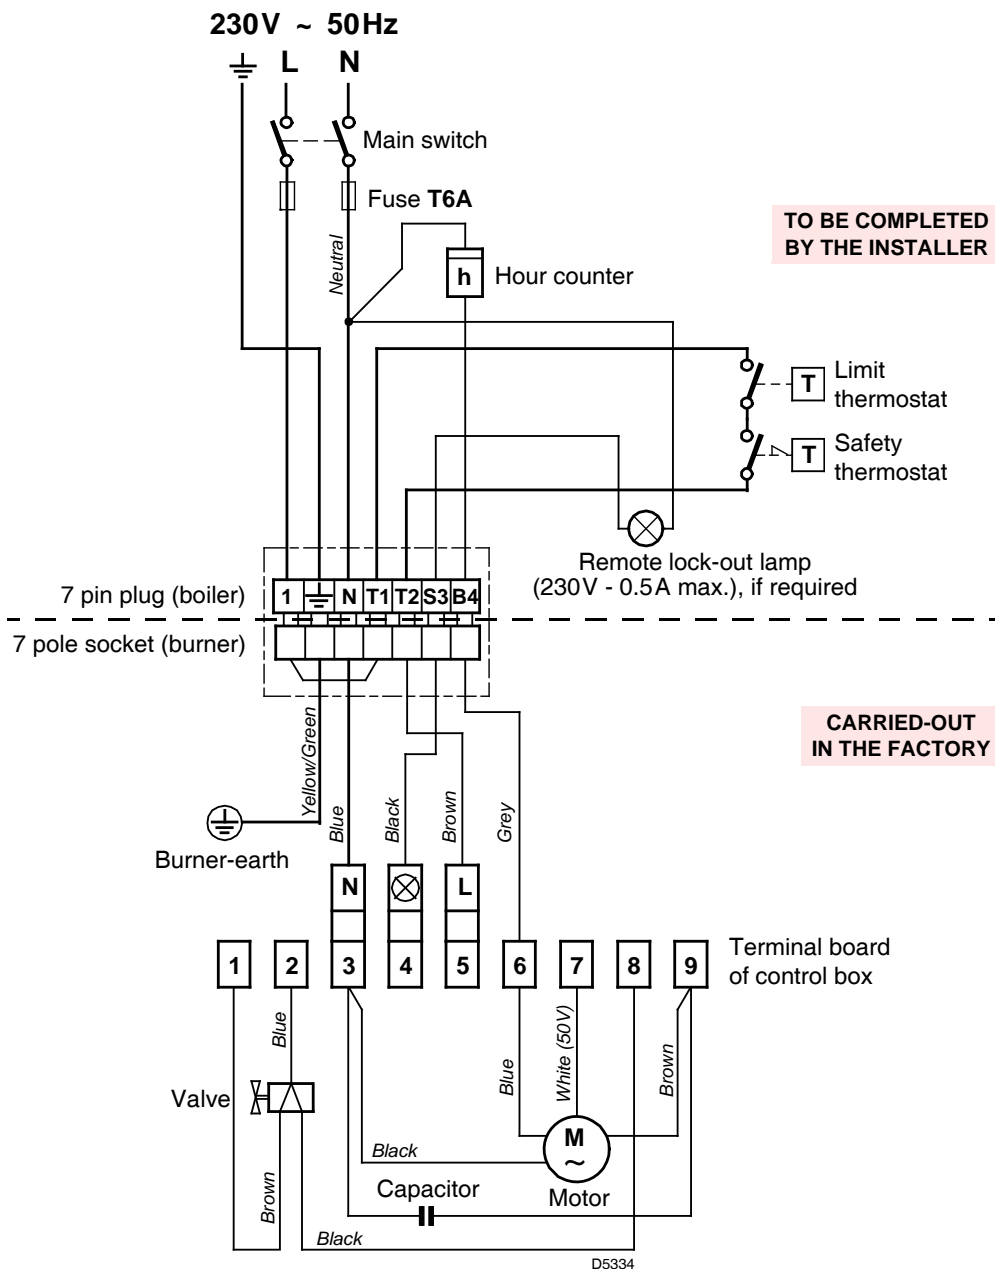 230V ~ 50Hz
L N
Main switch
Fuse T6A
Neutral
TO BE COMPLETED
BY THE INSTALLER
h
Hour counter
T
Limit
thermostat
T
Safety
thermostat
Remote lock-out lamp
(230V - 0.5A max.), if required
7 pin plug (boiler)
1 N T1 T2 S3 B4
7 pole socket (burner)
CARRIED-OUT
IN THE FACTORY
Yellow/Green
Blue
Black
Brown
Grey
Burner-earth
N L
1 2 3 4 5 6 7 8 9
Terminal board
of control box
Blue
Blue
White (50V)
Brown
Valve
M
~
Motor
Black
Capacitor
Brown
Black
D5334